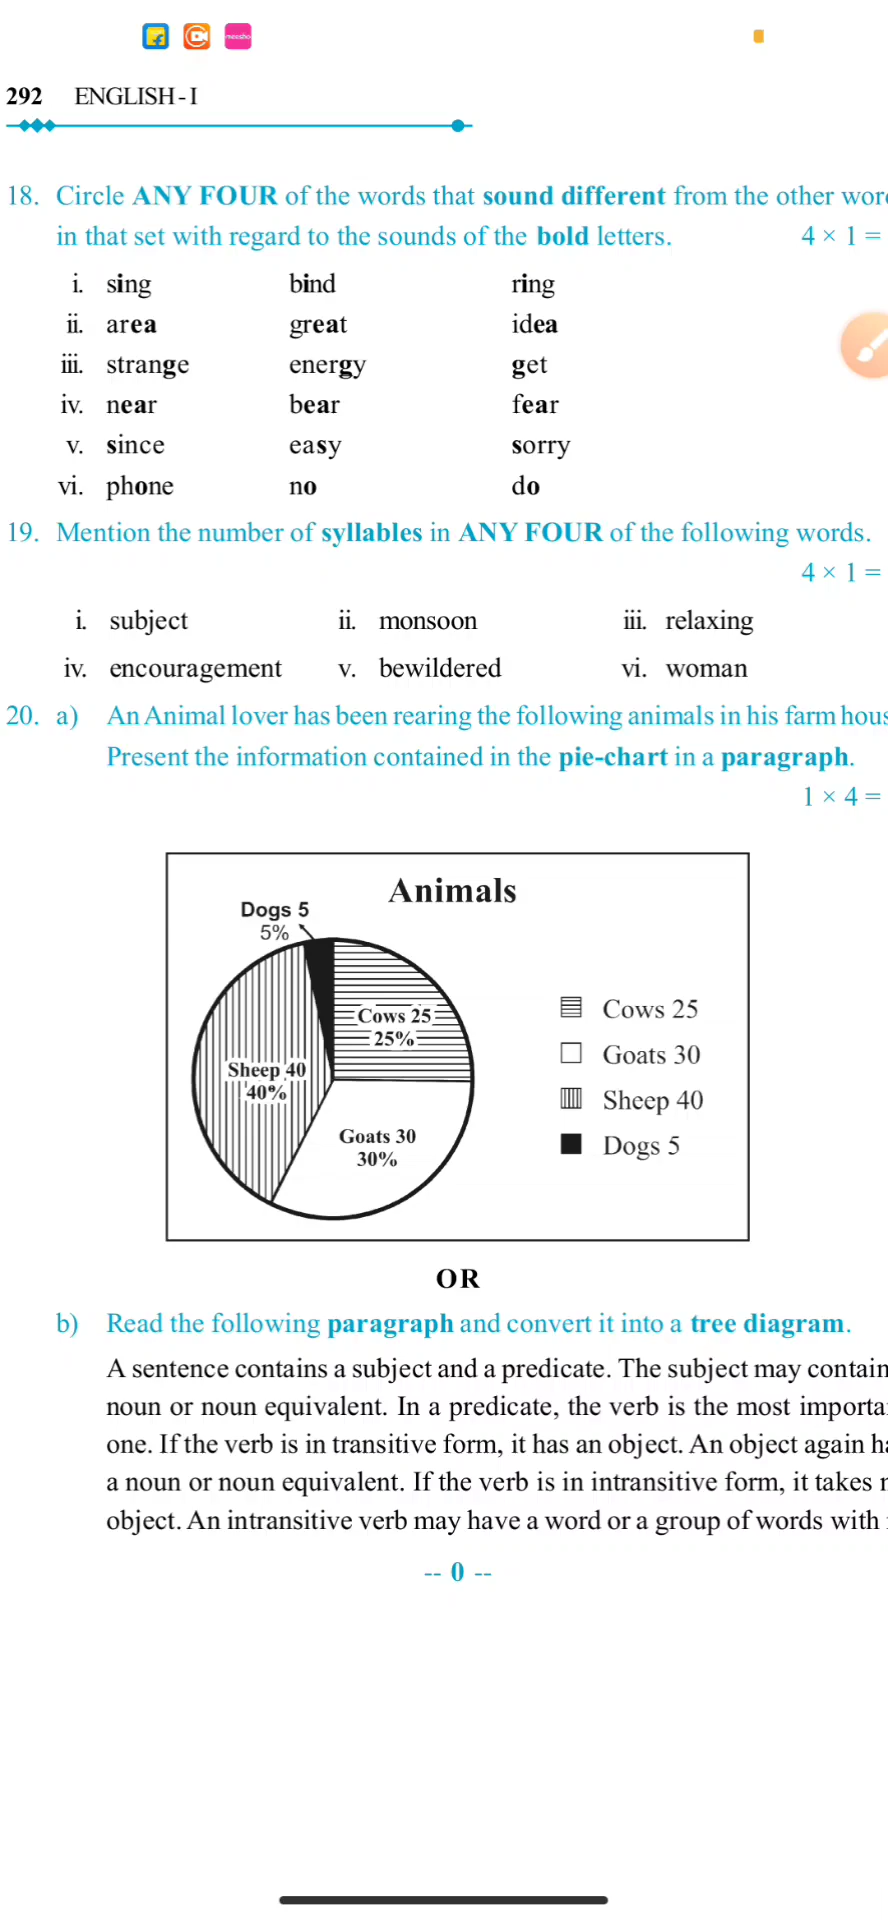 292 ENGLISH - I
18. Circle ANY FOUR of the words that sound different from the other
in that set with regard to the sounds of the bold letters. 4 × 1 =
i. sing bind ring
ii. area great idea
iii. strange energy get
iv. near bear fear
v. since easy sorry
vi. phone no do
19. Mention the number of syllables in ANY FOUR of the following words.
4 × 1 =
i. subject ii. monsoon iii. relaxing
iv. encouragement v. bewildered vi. woman
20. a) An Animal lover has been rearing the following animals in his farm
Present the information contained in the pie-chart in a paragraph.
1 × 4 =
Animals
Dogs 5
5%
Cows 25
25%
Sheep 40
40%
Goats 30
30%
Cows 25
Goats 30
Sheep 40
Dogs 5
OR
b) Read the following paragraph and convert it into a tree diagram.
A sentence contains a subject and a predicate. The subject may contain
noun or noun equivalent. In a predicate, the verb is the most
one. If the verb is in transitive form, it has an object. An object again
a noun or noun equivalent. If the verb is in intransitive form, it takes
object. An intransitive verb may have a word or a group of words with
-- 0 --